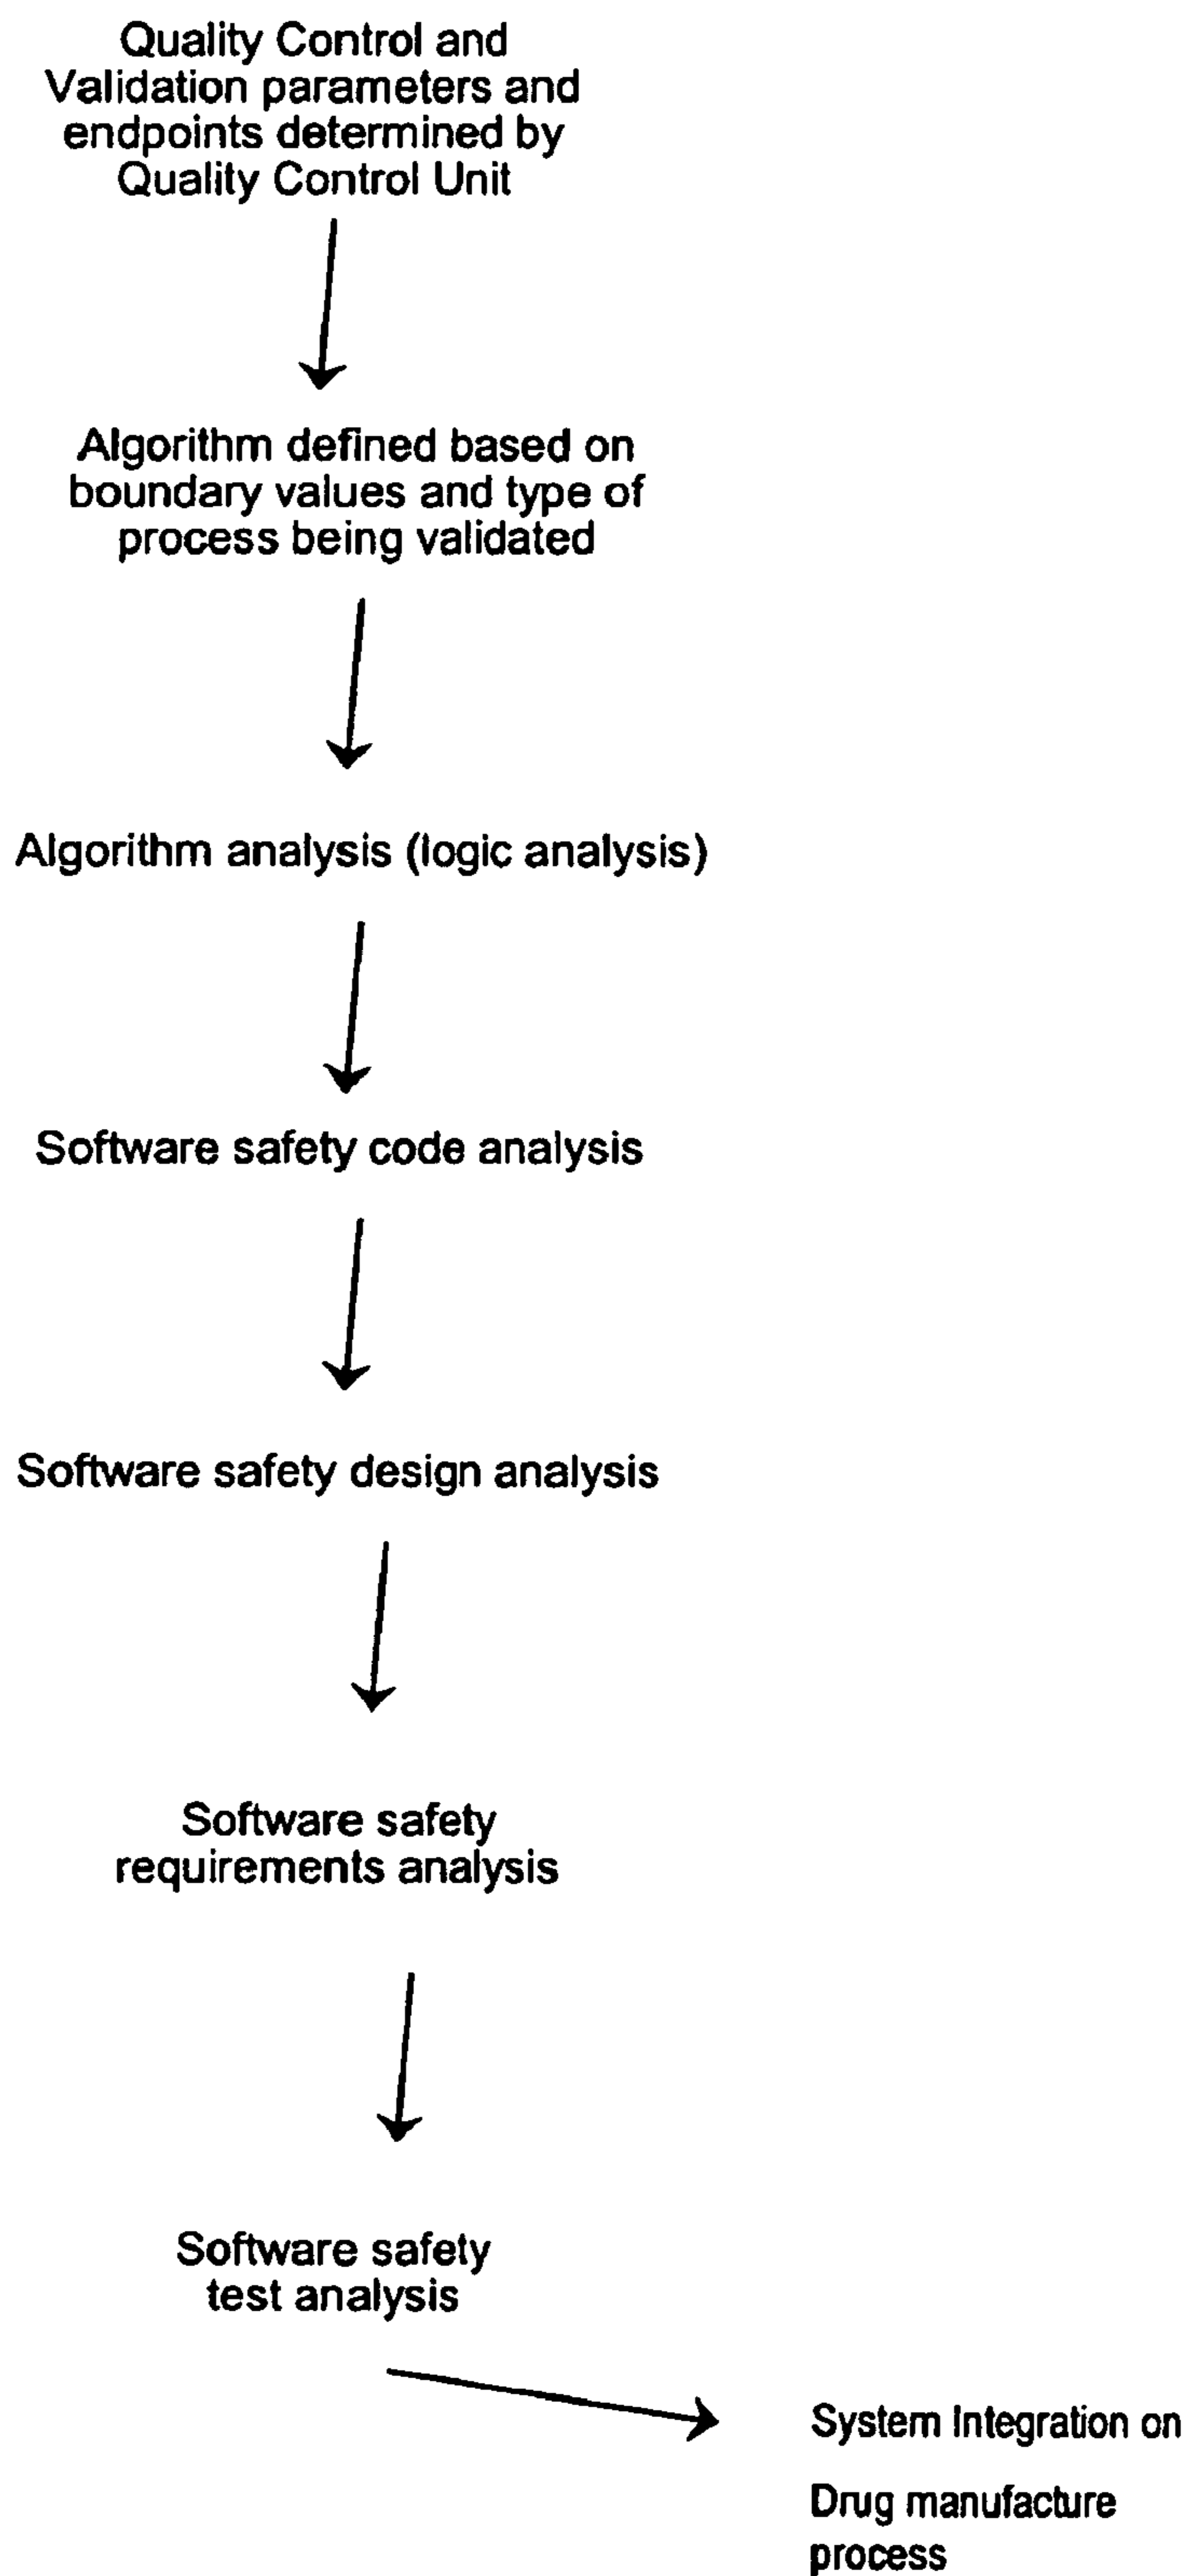 Quality Control and
Validation parameters and
endpoints determined by
Quality Control Unit
Algorithm defined based on
boundary values and type of
process being validated
Algorithm analysis (logic analysis)
Software safety code analysis
Software safety design analysis
Software safety
requirements analysis
Software safety
test analysis
System Integration on
Drug manufacture
process